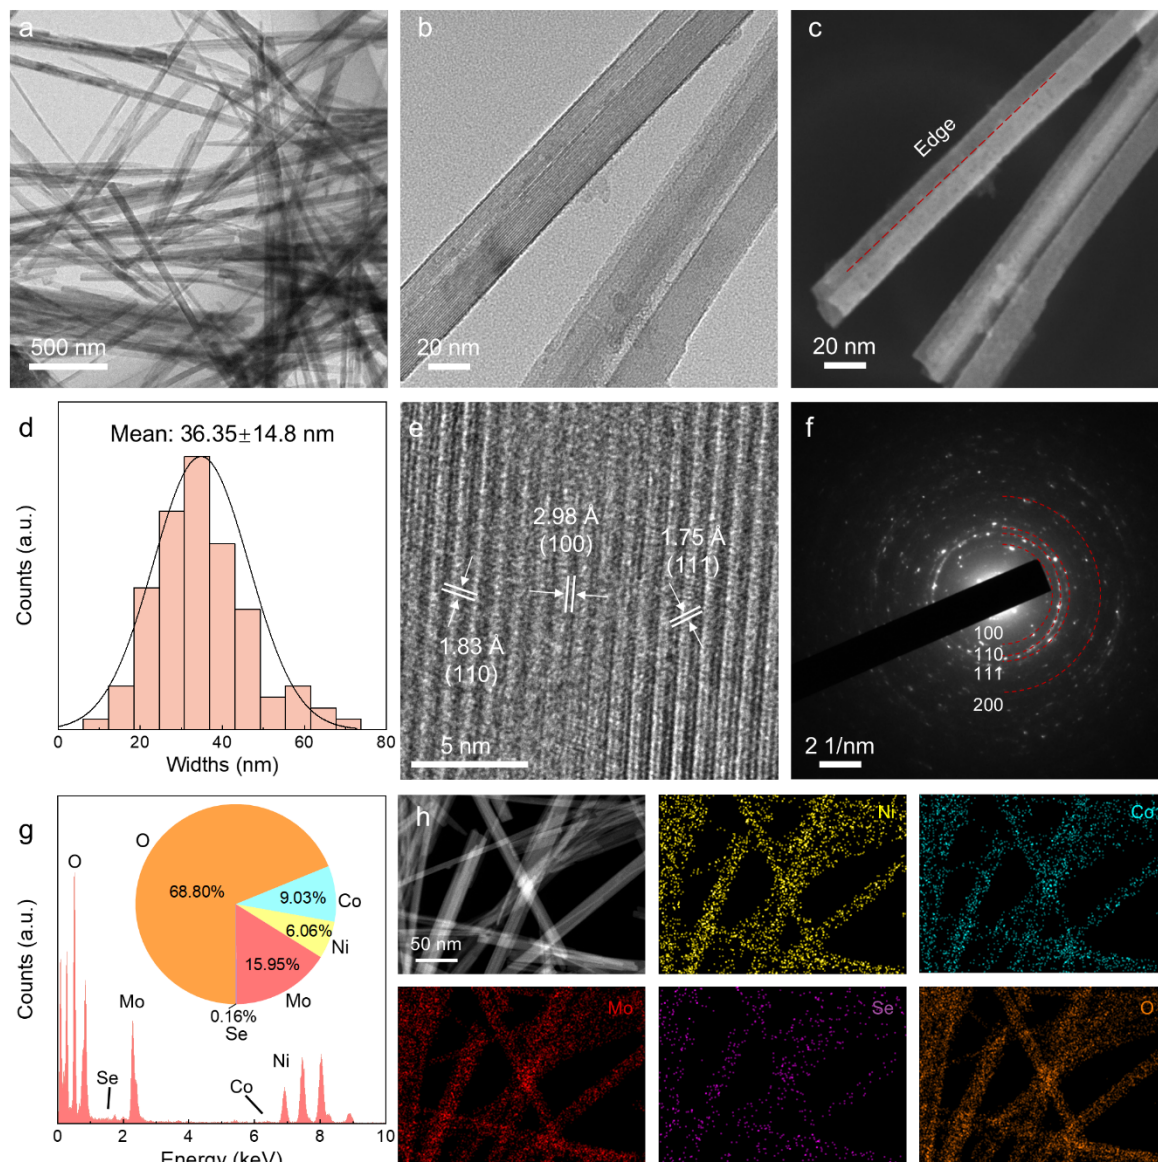 a
500 nm
b
20 nm
c
Edge
20 nm
d
Mean: 36.35±14.8 nm
Counts (a.u.)
0 20 40 60 80
Widths (nm)
e
2.98 Å
(100)
1.75 Å
(111)
1.83 Å
(110)
5 nm
f
100
110
111
200
2 1/nm
g
O
O
68.80%
9.03%
Co
6.06%
Ni
15.95%
Mo
Mo
0.16%
Se
Se
Co
Ni
Counts (a.u.)
0 2 4 6 8 10
Energy (keV)
h
50 nm
Ni
Co
Mo
Se
O